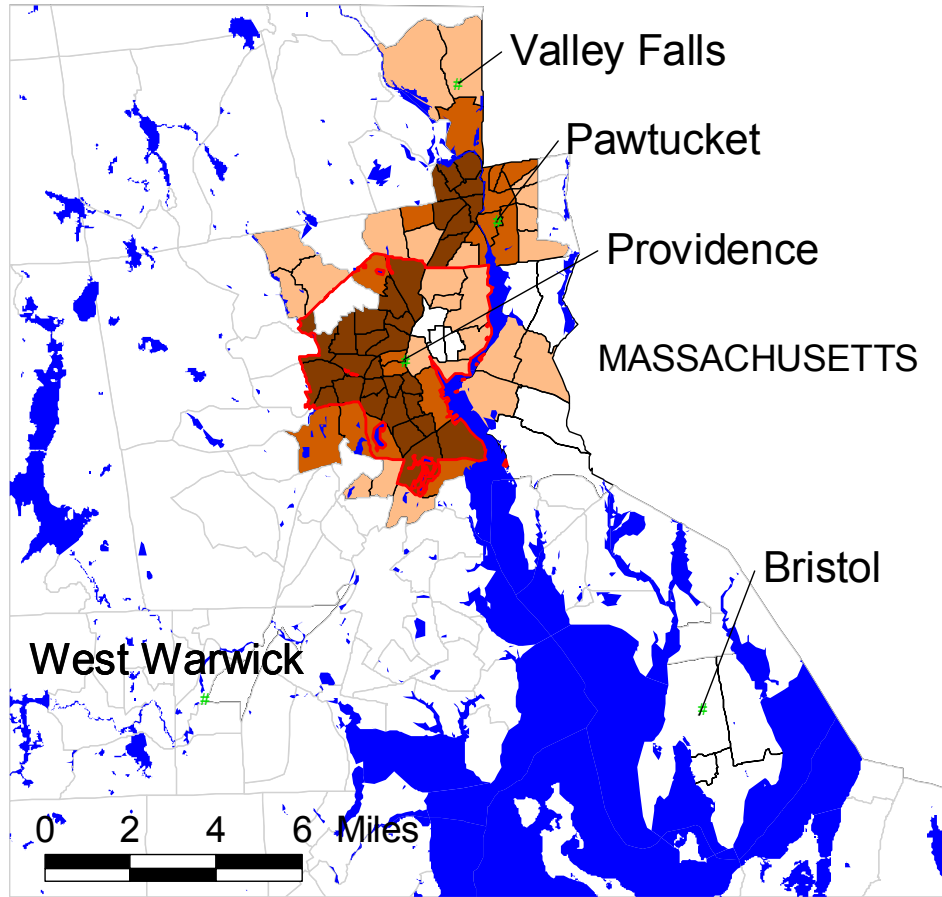 Valley Falls
Pawtucket
Providence
MASSACHUSETTS
Bristol
West Warwick
0 2 4 6 Miles